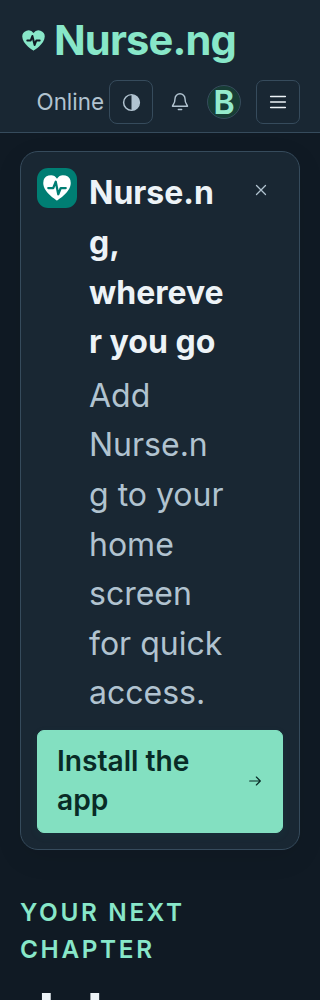 Nurse.ng
Online
B
Nurse.n
g,
whereve
r you go
Add
Nurse.n
g to your
home
screen
for quick
access.
Install the
app
YOUR NEXT
CHAPTER